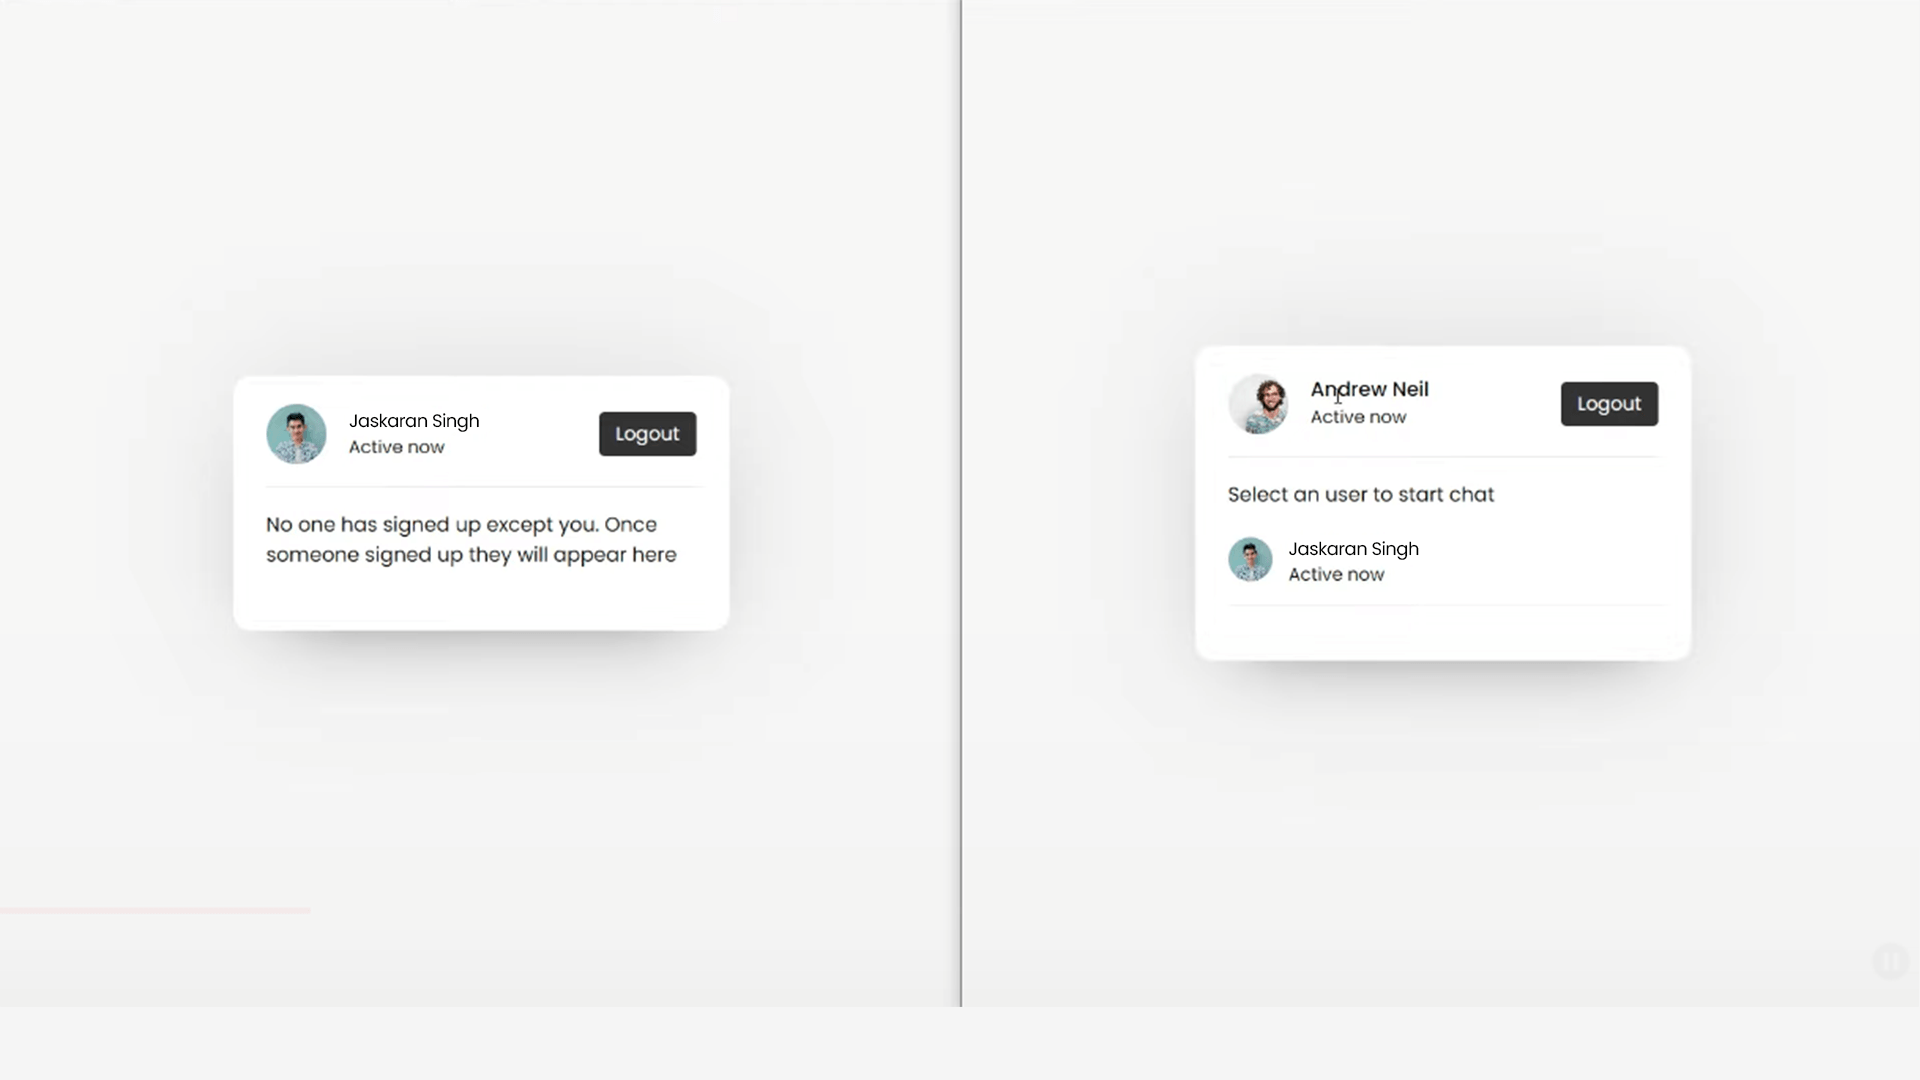 Jaskaran Singh
Active now
Logout
No one has signed up except you. Once
someone signed up they will appear here
Andrew Neil
Active now
Logout
Select an user to start chat
Jaskaran Singh
Active now